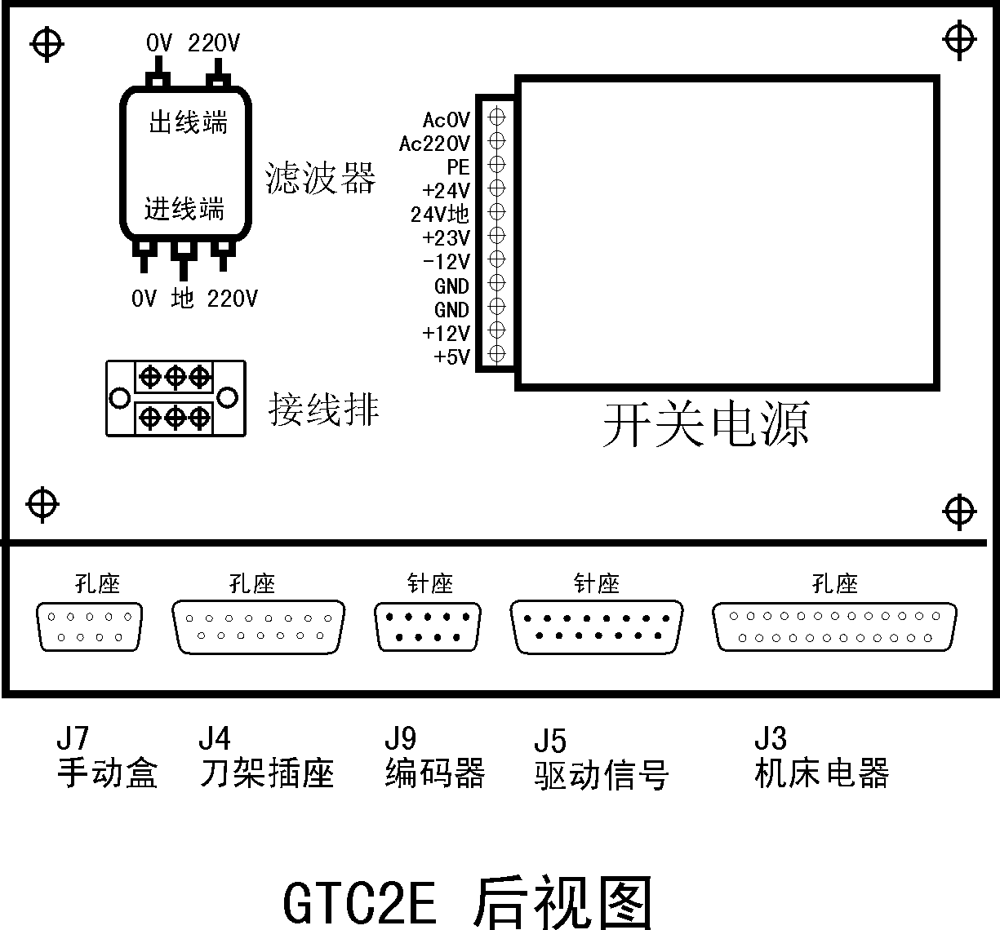 0V 220V
出线端
进线端
0V 地 220V
滤波器
接线排
Ac0V
Ac220V
PE
+24V
24V地
+23V
-12V
GND
GND
+12V
+5V
开关电源
孔座
孔座
针座
针座
孔座
J7
手动盒
J4
刀架插座
J9
编码器
J5
驱动信号
J3
机床电器
GTC2E 后视图